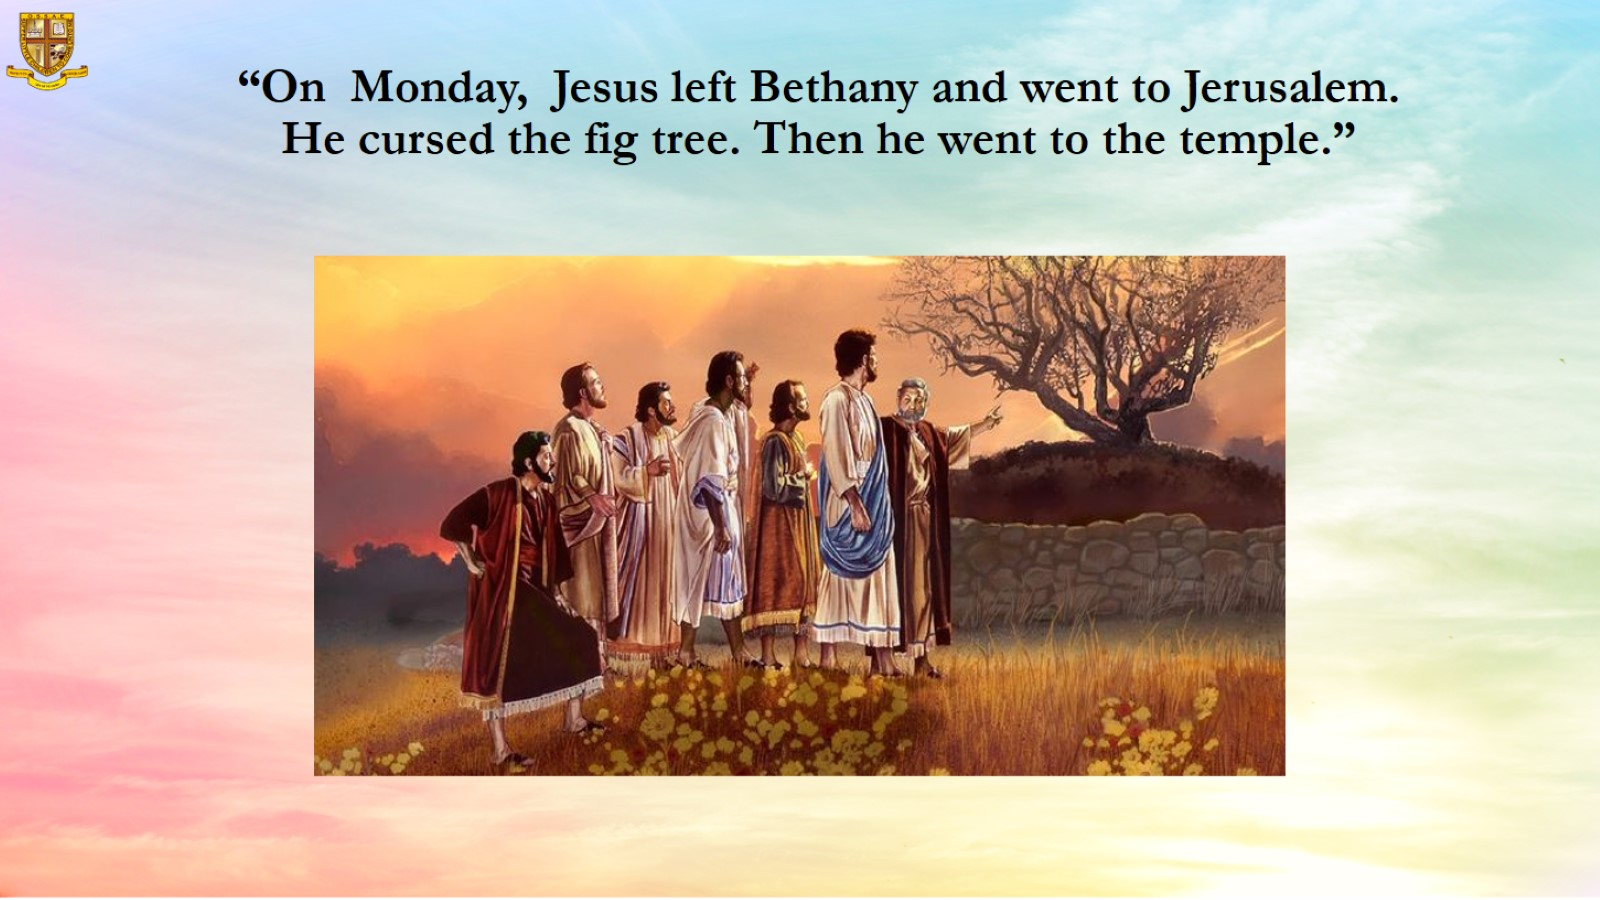 OSSAE
“On Monday, Jesus left Bethany and went to Jerusalem.
He cursed the fig tree. Then he went to the temple.”